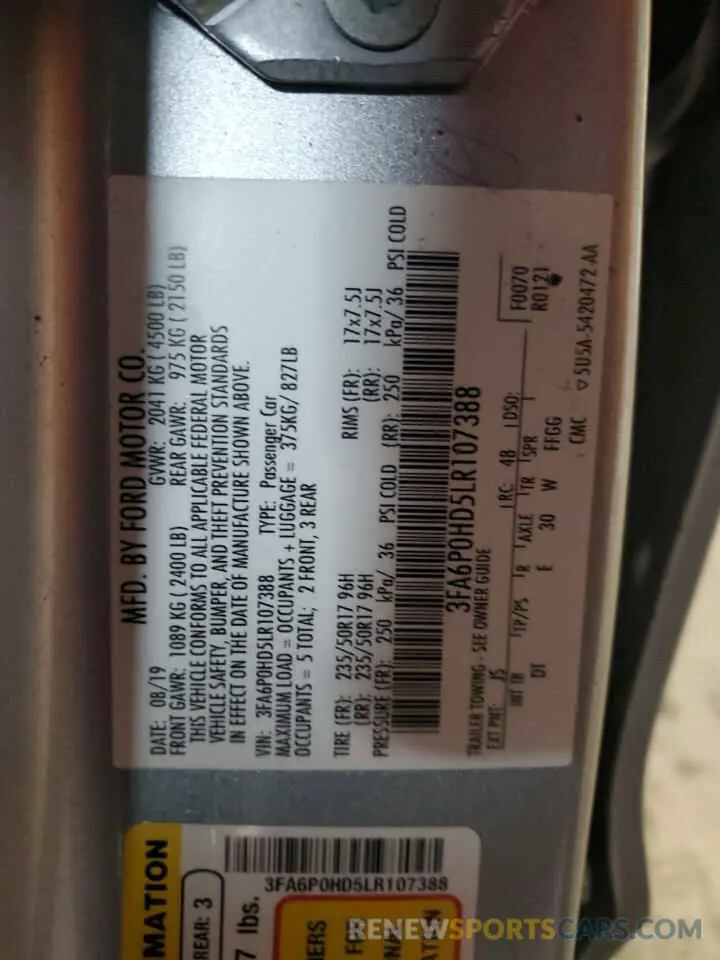 MFD. BY FORD MOTOR CO.
DATE: 08/19 GVWR: 2041 KG ( 4500 LB)
FRONT GAWR: 1089 KG ( 2400 LB) REAR GAWR: 975 KG ( 2150 LB)
THIS VEHICLE CONFORMS TO ALL APPLICABLE FEDERAL MOTOR
VEHICLE SAFETY, BUMPER, AND THEFT PREVENTION STANDARDS
IN EFFECT ON THE DATE OF MANUFACTURE SHOWN ABOVE.
VIN: 3FA6P0HD5LR107388 TYPE: Passenger Car
MAXIMUM LOAD = OCCUPANTS + LUGGAGE = 375KG/ 827LB
OCCUPANTS = 5 TOTAL; 2 FRONT, 3 REAR
TIRE (FR): 235/50R17 96H RIMS (FR): 17x7.5J
(RR): 235/50R17 96H (RR): 17x7.5J
PRESSURE (FR): 250 kPa/ 36 PSI COLD (RR): 250 kPa/ 36 PSI COLD
3FA6P0HD5LR107388
TRAILER TOWING - SEE OWNER GUIDE
F0070
R0121
EXT PNT: J5 RC: 48 DSO:
INT TR TP/PS R AXLE TR SPR
DT E 30 W FFGG
CMC 5U5A-5420472-AA
MATION
REAR: 3
3FA6P0HD5LR107388
7 lbs.
FOR
RENEWSPORTSCARS.COM